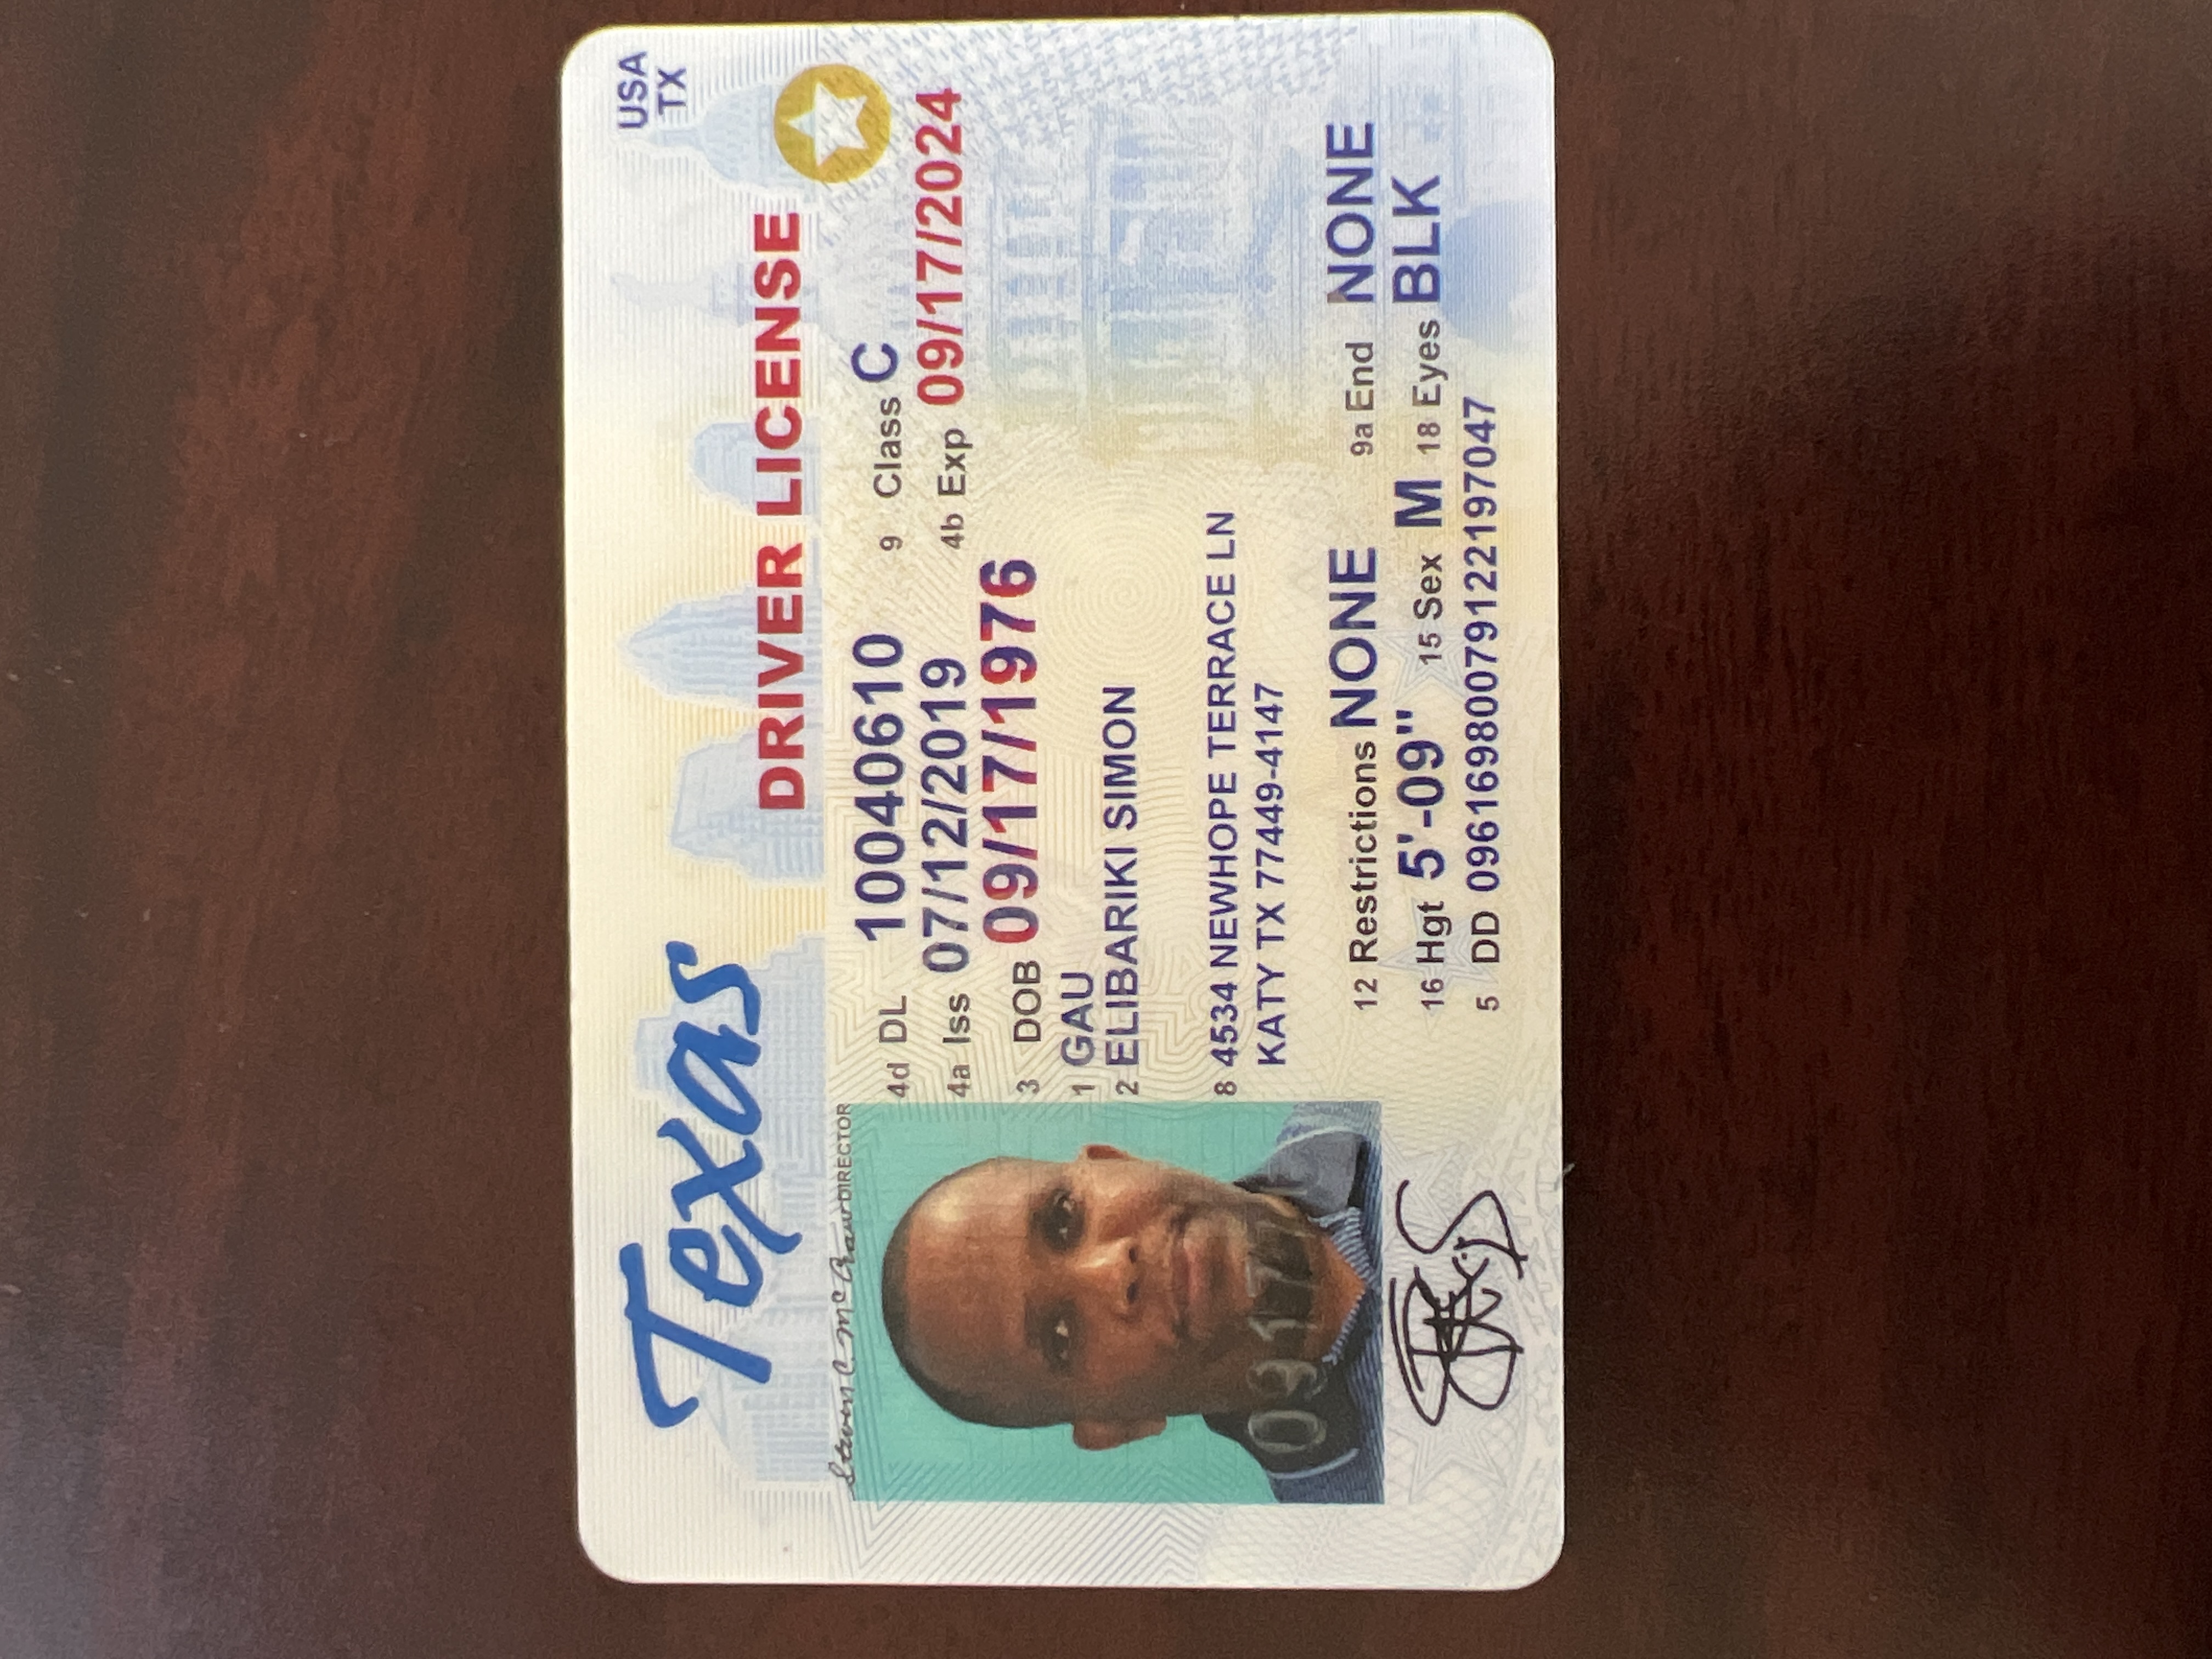 Texas
USA
TX
DRIVER LICENSE
Steven C. McCraw DIRECTOR
4d DL 10040610 9 Class C
4a Iss 07/12/2019 4b Exp 09/17/2024
3 DOB 09/17/1976
1 GAU
2 ELIBARIKI SIMON
8 4534 NEWHOPE TERRACE LN
KATY TX 77449-4147
12 Restrictions NONE 9a End NONE
16 Hgt 5'-09" 15 Sex M 18 Eyes BLK
5 DD 09616980079122197047